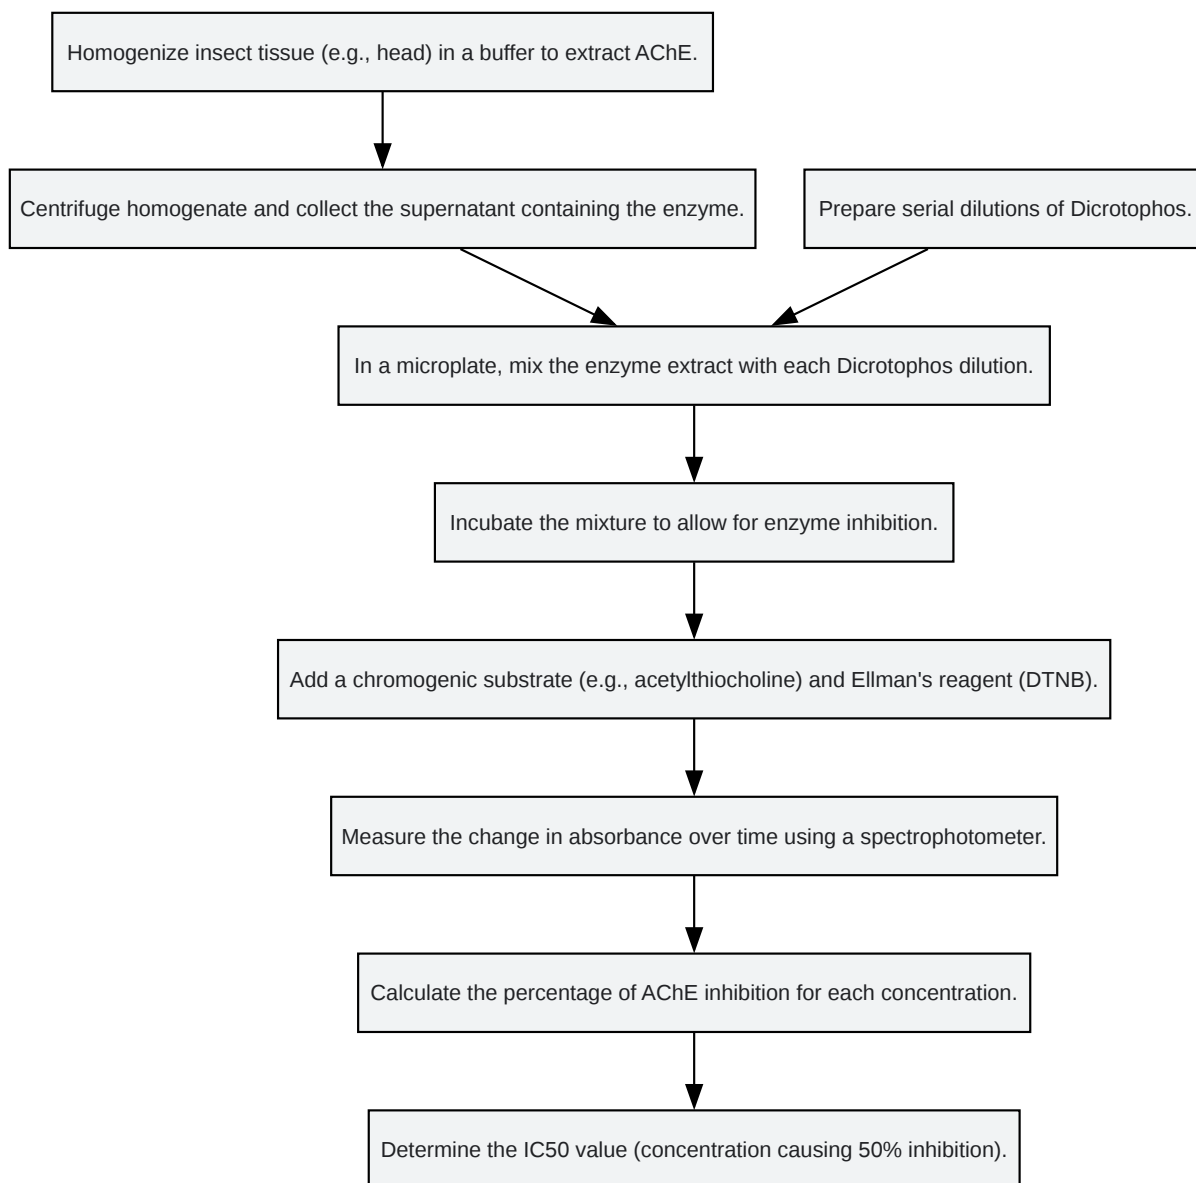 Homogenize insect tissue (e.g., head) in a buffer to extract AChE.
Centrifuge homogenate and collect the supernatant containing the enzyme.
Prepare serial dilutions of Dicrotophos.
In a microplate, mix the enzyme extract with each Dicrotophos dilution.
Incubate the mixture to allow for enzyme inhibition.
Add a chromogenic substrate (e.g., acetylthiocholine) and Ellman's reagent (DTNB).
Measure the change in absorbance over time using a spectrophotometer.
Calculate the percentage of AChE inhibition for each concentration.
Determine the IC50 value (concentration causing 50% inhibition).